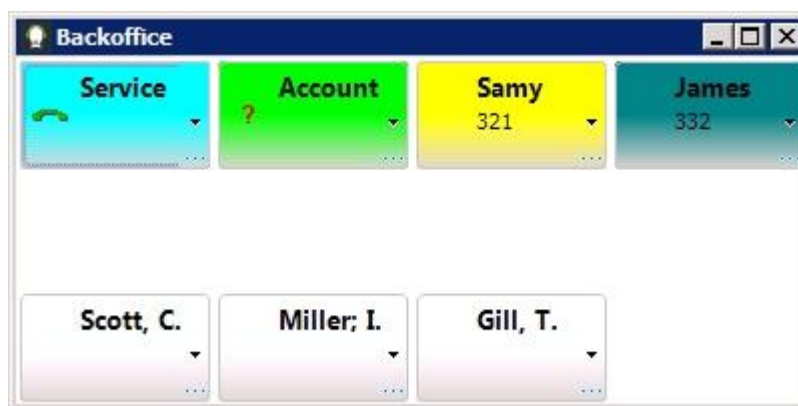 Backoffice
Service
Account
?
Samy
321
James
332
Scott, C.
Miller; I.
Gill, T.